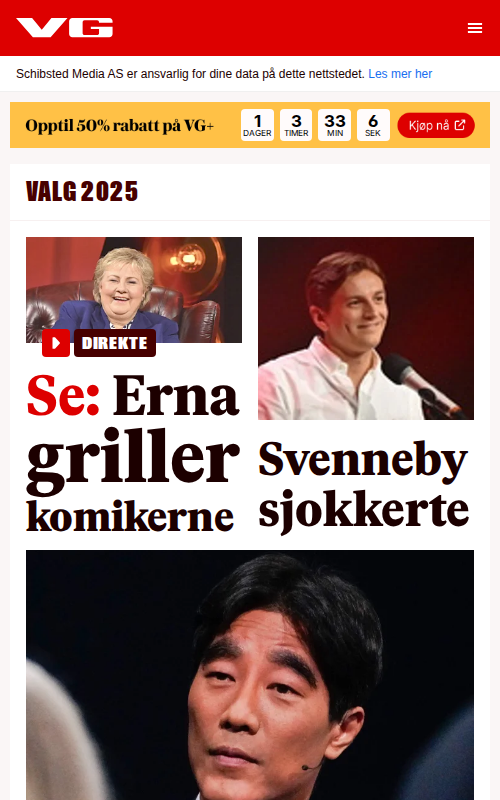 VG
Schibsted Media AS er ansvarlig for dine data på dette nettstedet. Les mer her
Opptil 50% rabatt på VG+
1 3 33 6
DAGER TIMER MIN SEK
Kjøp nå
VALG 2025
DIREKTE
Se: Erna
griller
komikerne
Svenneby
sjokkerte